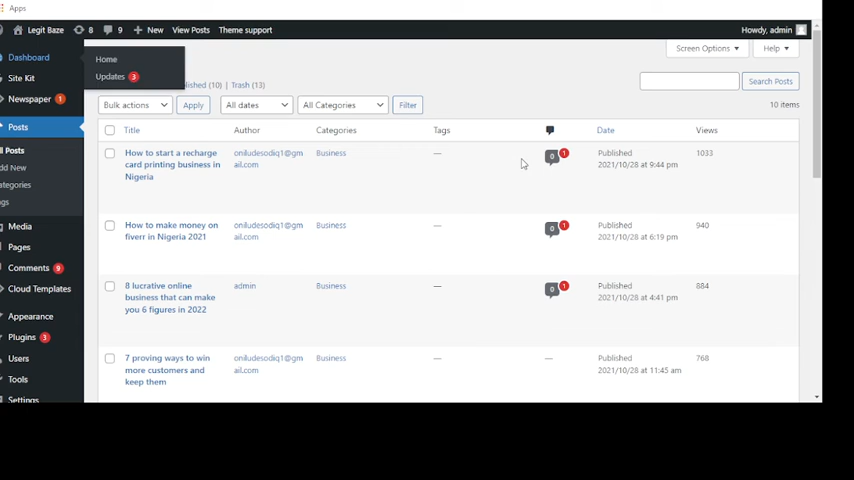 Apps
Legit Baze 8 9 New View Posts Theme support Howdy, admin
Dashboard
Site Kit
Newspaper 1
Posts
ll Posts
dd New
ategories
gs
Media
Pages
Comments 9
Cloud Templates
Appearance
Plugins 3
Users
Tools
Settings
Home
Updates 3
Screen Options Help
blished (10) | Trash (13)
Search Posts
Bulk actions Apply All dates All Categories Filter
10 items
Title Author Categories Tags Date Views
How to start a recharge
card printing business in
Nigeria
oniludesodiq1@gm
ail.com
Business
—
0 1
Published
2021/10/28 at 9:44 pm
1033
How to make money on
fiverr in Nigeria 2021
oniludesodiq1@gm
ail.com
Business
—
0 1
Published
2021/10/28 at 6:19 pm
940
8 lucrative online
business that can make
you 6 figures in 2022
admin
Business
—
0 1
Published
2021/10/28 at 4:41 pm
884
7 proving ways to win
more customers and
keep them
oniludesodiq1@gm
ail.com
Business
—
—
Published
2021/10/28 at 11:45 am
768